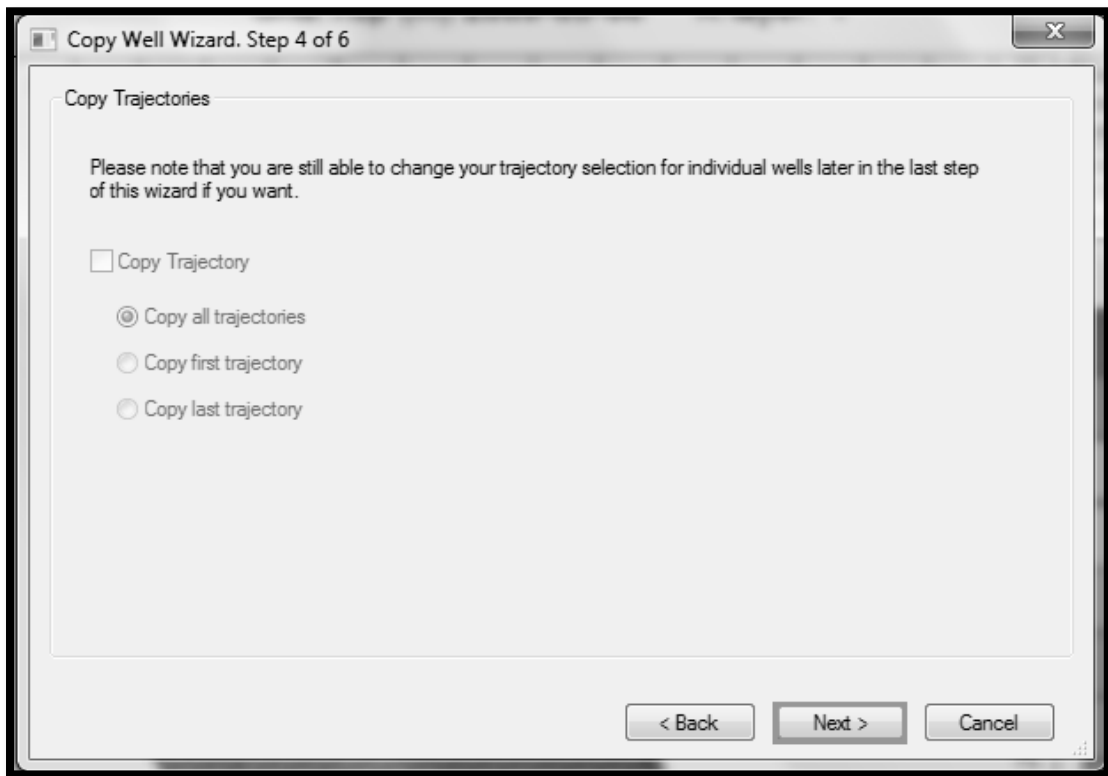 Copy Well Wizard. Step 4 of 6
Copy Trajectories
Please note that you are still able to change your trajectory selection for individual wells later in the last step
of this wizard if you want.
Copy Trajectory
Copy all trajectories
Copy first trajectory
Copy last trajectory
< Back Next > Cancel